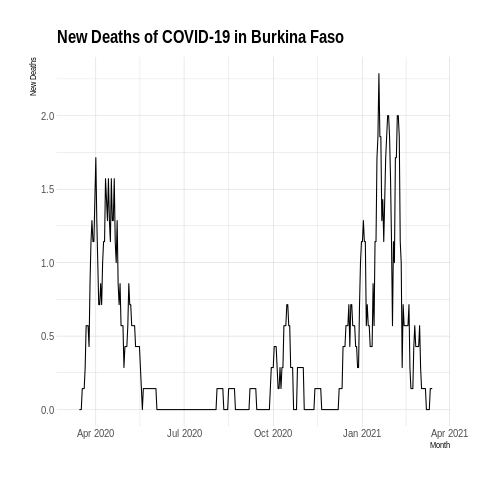 New Deaths of COVID-19 in Burkina Faso
New Deaths
2.0
1.5
1.0
0.5
0.0
Apr 2020 Jul 2020 Oct 2020 Jan 2021 Apr 2021
Month